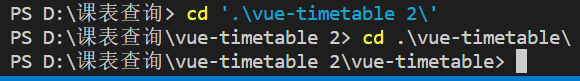 PS D:\课表查询> cd '.\vue-timetable 2\'
PS D:\课表查询\vue-timetable 2> cd .\vue-timetable\
PS D:\课表查询\vue-timetable 2\vue-timetable>